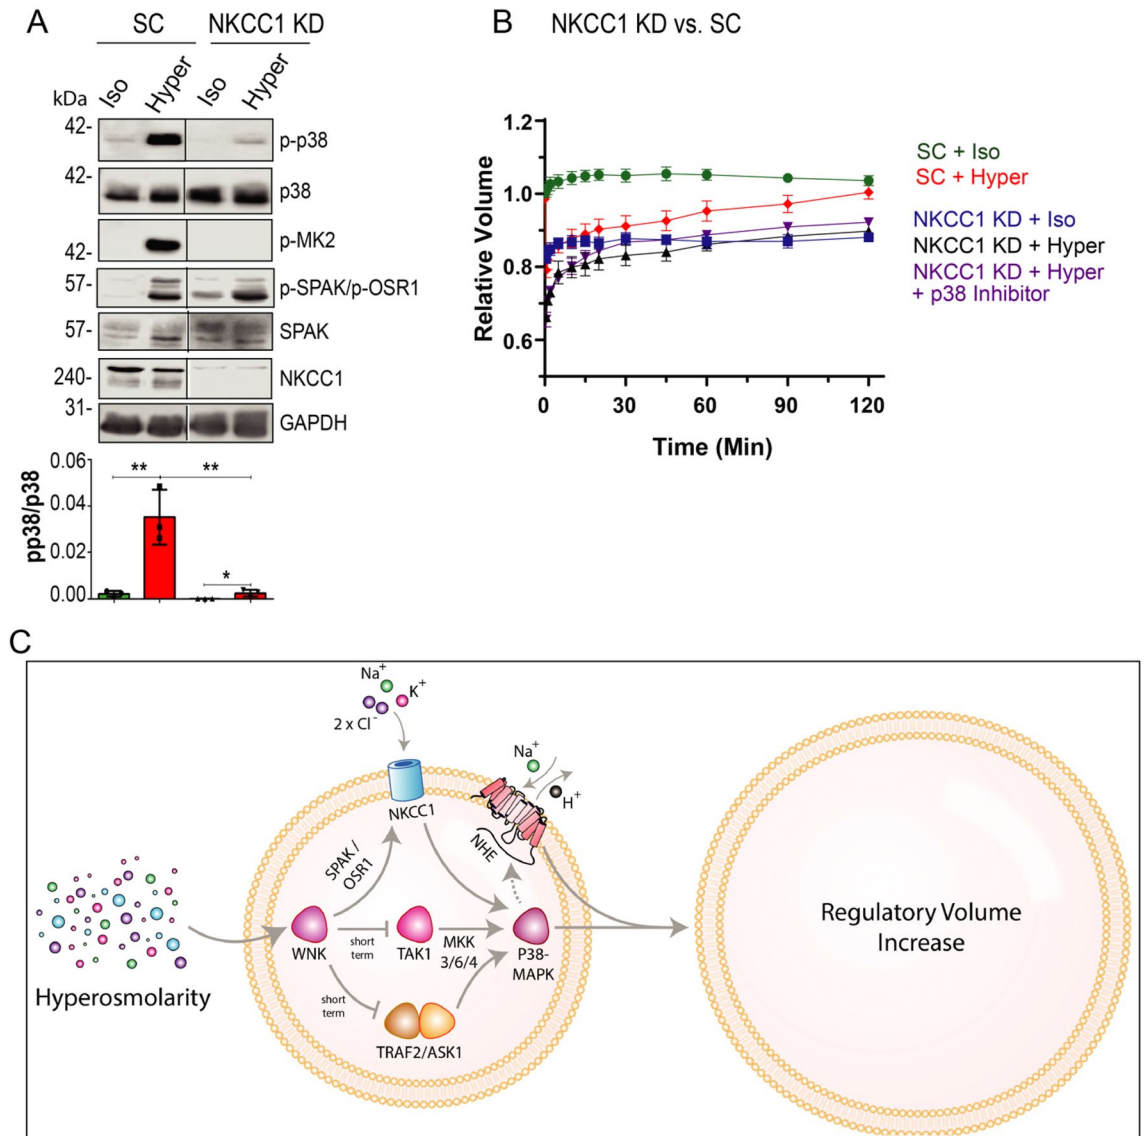 A
SC
NKCC1 KD
kDa
Iso
Hyper
Iso
Hyper
42-
p-p38
42-
p38
p-MK2
42-
57-
p-SPAK/p-OSR1
57-
SPAK
240-
NKCC1
31-
GAPDH
0.06
0.04
0.02
0.00
pp38/p38
**
**
*
B
NKCC1 KD vs. SC
1.2
1.0
0.8
0.6
Relative Volume
0
30
60
90
120
Time (Min)
SC + Iso
SC + Hyper
NKCC1 KD + Iso
NKCC1 KD + Hyper
NKCC1 KD + Hyper
+ p38 Inhibitor
C
Na+
K+
2 x Cl-
NKCC1
Na+
H+
NHE
SPAK /
OSR1
Hyperosmolarity
WNK
short
term
TAK1
MKK
3/6/4
P38-
MAPK
short
term
TRAF2/ASK1
Regulatory Volume
Increase